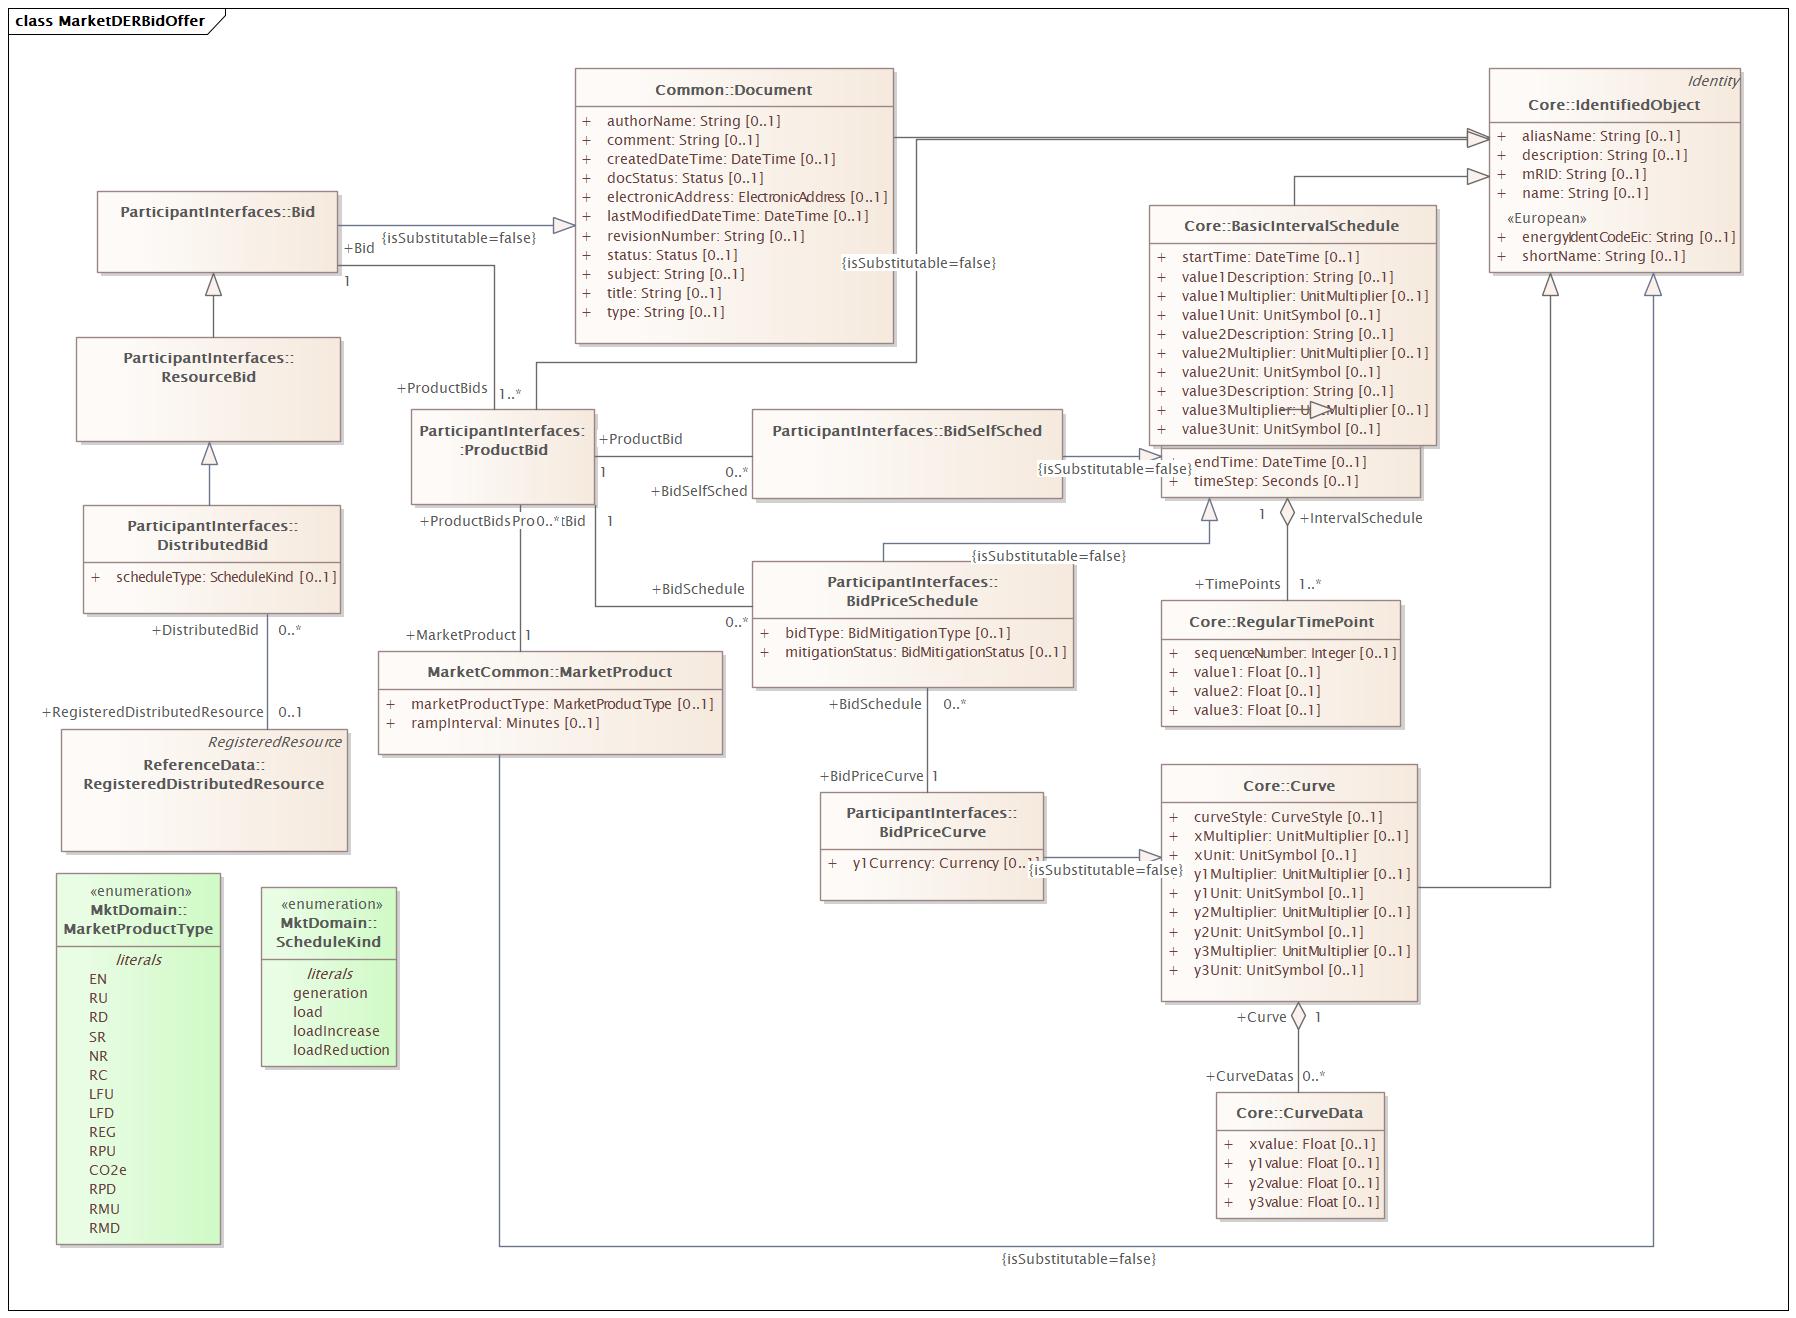 class MarketDERBidOffer
Common::Document
+ authorName: String [0..1]
+ comment: String [0..1]
+ createdDateTime: DateTime [0..1]
+ docStatus: Status [0..1]
+ electronicAddress: ElectronicAddress [0..1]
+ lastModifiedDateTime: DateTime [0..1]
+ revisionNumber: String [0..1]
+ status: Status [0..1]
+ subject: String [0..1]
+ title: String [0..1]
+ type: String [0..1]
Identity
Core::IdentifiedObject
+ aliasName: String [0..1]
+ description: String [0..1]
+ mRID: String [0..1]
+ name: String [0..1]
«European»
+ energyIdentCodeEic: String [0..1]
+ shortName: String [0..1]
ParticipantInterfaces::Bid
{isSubstitutable=false}
+Bid
1
{isSubstitutable=false}
Core::BasicIntervalSchedule
+ startTime: DateTime [0..1]
+ value1Description: String [0..1]
+ value1Multiplier: UnitMultiplier [0..1]
+ value1Unit: UnitSymbol [0..1]
+ value2Description: String [0..1]
+ value2Multiplier: UnitMultiplier [0..1]
+ value2Unit: UnitSymbol [0..1]
+ value3Description: String [0..1]
+ value3Multiplier: UnitMultiplier [0..1]
+ value3Unit: UnitSymbol [0..1]
+ endTime: DateTime [0..1]
+ timeStep: Seconds [0..1]
ParticipantInterfaces::
ResourceBid
+ProductBids
1..*
ParticipantInterfaces:
:ProductBid
+ProductBid
1
0..*
+BidSelfSched
ParticipantInterfaces::BidSelfSched
{isSubstitutable=false}
ParticipantInterfaces::
DistributedBid
+ scheduleType: ScheduleKind [0..1]
+ProductBids
0..*
1
1
+IntervalSchedule
{isSubstitutable=false}
+BidSchedule
0..*
ParticipantInterfaces::
BidPriceSchedule
+ bidType: BidMitigationType [0..1]
+ mitigationStatus: BidMitigationStatus [0..1]
+TimePoints
1..*
Core::RegularTimePoint
+ sequenceNumber: Integer [0..1]
+ value1: Float [0..1]
+ value2: Float [0..1]
+ value3: Float [0..1]
+DistributedBid
0..*
+MarketProduct
1
MarketCommon::MarketProduct
+ marketProductType: MarketProductType [0..1]
+ rampInterval: Minutes [0..1]
+BidSchedule
0..*
+RegisteredDistributedResource
0..1
RegisteredResource
ReferenceData::
RegisteredDistributedResource
+BidPriceCurve
1
ParticipantInterfaces::
BidPriceCurve
+ y1Currency: Currency [0..1]
{isSubstitutable=false}
Core::Curve
+ curveStyle: CurveStyle [0..1]
+ xMultiplier: UnitMultiplier [0..1]
+ xUnit: UnitSymbol [0..1]
+ y1Multiplier: UnitMultiplier [0..1]
+ y1Unit: UnitSymbol [0..1]
+ y2Multiplier: UnitMultiplier [0..1]
+ y2Unit: UnitSymbol [0..1]
+ y3Multiplier: UnitMultiplier [0..1]
+ y3Unit: UnitSymbol [0..1]
«enumeration»
MktDomain::
MarketProductType
literals
EN
RU
RD
SR
NR
RC
LFU
LFD
REG
RPU
CO2e
RPD
RMU
RMD
«enumeration»
MktDomain::
ScheduleKind
literals
generation
load
loadIncrease
loadReduction
+Curve
1
+CurveDatas
0..*
Core::CurveData
+ xvalue: Float [0..1]
+ y1value: Float [0..1]
+ y2value: Float [0..1]
+ y3value: Float [0..1]
{isSubstitutable=false}